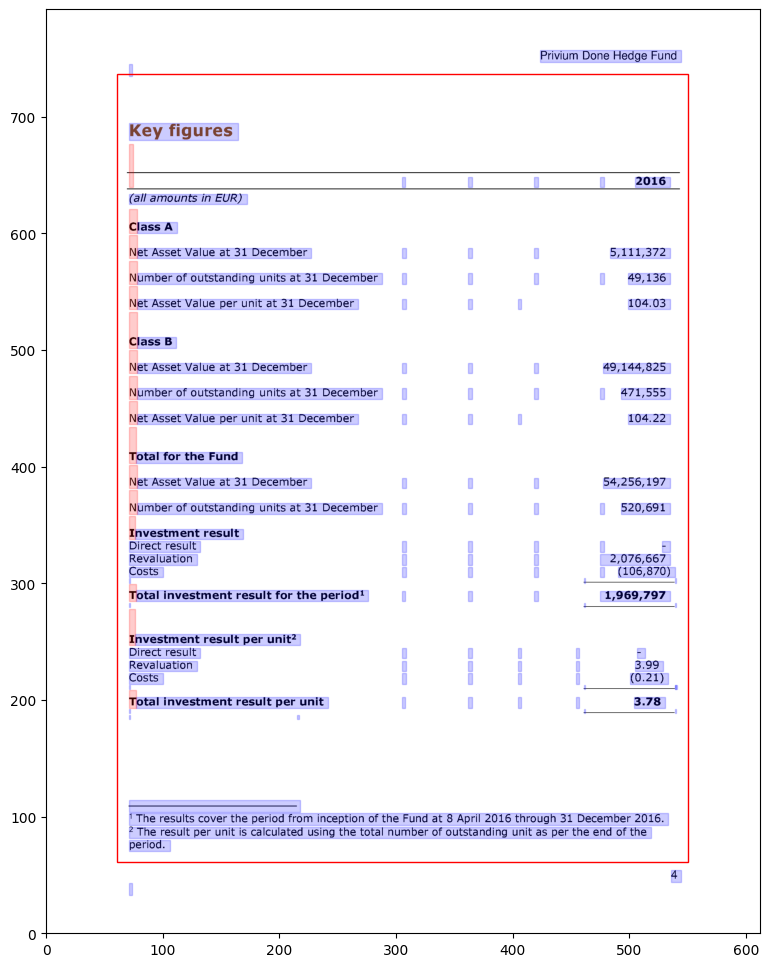 Privium Done Hedge Fund
700
Key figures
2016
(all amounts in EUR)
600
Class A
Net Asset Value at 31 December 5,111,372
Number of outstanding units at 31 December 49,136
Net Asset Value per unit at 31 December 104.03
500
Class B
Net Asset Value at 31 December 49,144,825
Number of outstanding units at 31 December 471,555
Net Asset Value per unit at 31 December 104.22
400
Total for the Fund
Net Asset Value at 31 December 54,256,197
Number of outstanding units at 31 December 520,691
Investment result
Direct result -
Revaluation 2,076,667
Costs (106,870)
300
Total investment result for the period¹ 1,969,797
Investment result per unit²
Direct result -
Revaluation 3.99
Costs (0.21)
200
Total investment result per unit 3.78
100
¹ The results cover the period from inception of the Fund at 8 April 2016 through 31 December 2016.
² The result per unit is calculated using the total number of outstanding unit as per the end of the
period.
4
0
0 100 200 300 400 500 600